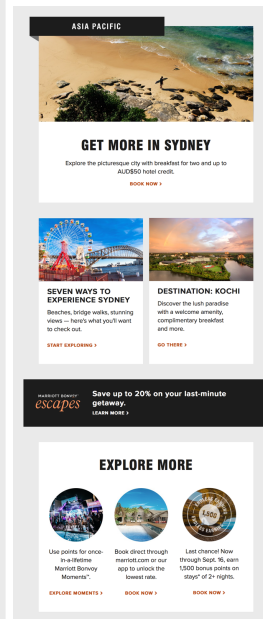 ASIA PACIFIC
GET MORE IN SYDNEY
Explore the picturesque city with breakfast for two and up to
AUD$50 hotel credit.
BOOK NOW >
SEVEN WAYS TO
EXPERIENCE SYDNEY
Beaches, bridge walks, stunning
views — here's what you'll want
to check out.
START EXPLORING >
DESTINATION: KOCHI
Discover the lush paradise
with a welcome amenity,
complimentary breakfast
and more.
GO THERE >
MARRIOTT BONVOY™
escapes
Save up to 20% on your last-minute
getaway.
LEARN MORE >
EXPLORE MORE
1,500
Use points for once-
in-a-lifetime
Marriott Bonvoy
Moments™.
EXPLORE MOMENTS >
Book direct through
marriott.com or our
app to unlock the
lowest rate.
BOOK NOW >
Last chance! Now
through Sept. 16, earn
1,500 bonus points on
stays* of 2+ nights.
BOOK NOW >